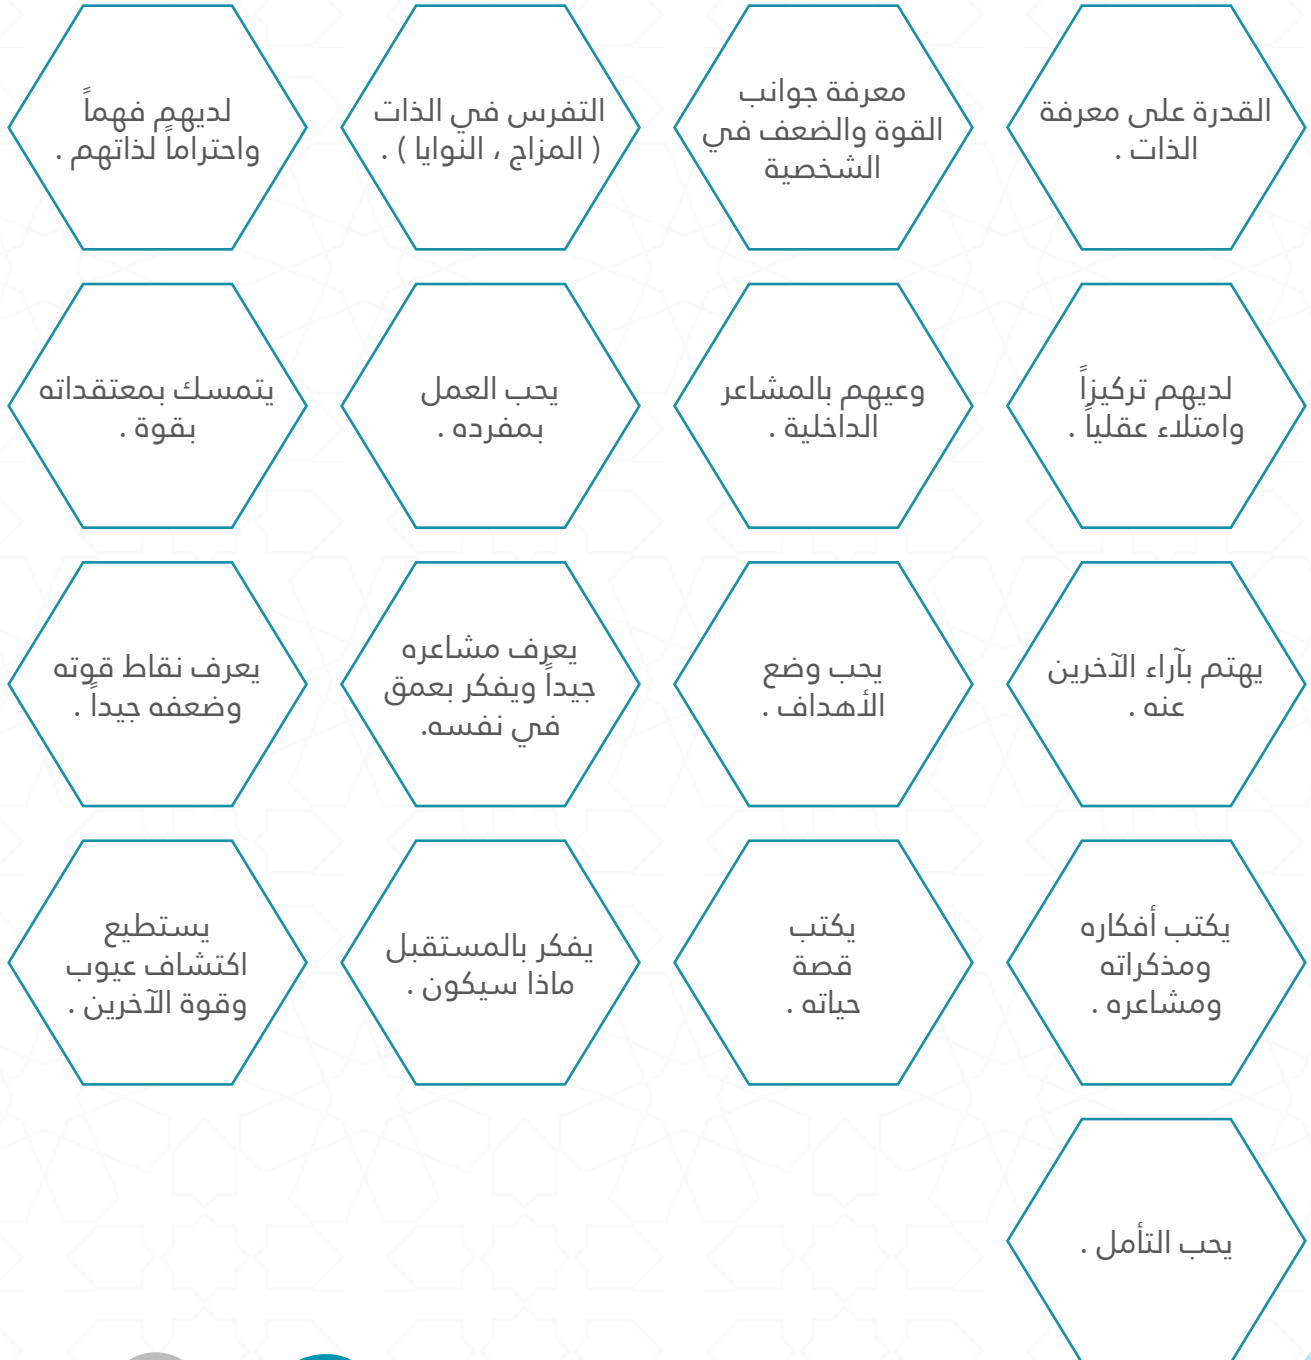 القدرة على معرفة
الذات .
معرفة جوانب
القوة والضعف في
الشخصية
التفرس في الذات
( المزاج ، النوايا ) .
لديهم فهماً
واحتراماً لذاتهم .
لديهم تركيزاً
وامتلاء عقلياً .
وعيهم بالمشاعر
الداخلية .
يحب العمل
بمفرده .
يتمسك بمعتقداته
بقوة .
يهتم بآراء الآخرين
عنه .
يحب وضع
الأهداف .
يعرف مشاعره
جيداً ويفكر بعمق
في نفسه.
يعرف نقاط قوته
وضعفه جيداً .
يكتب أفكاره
ومذكراته
ومشاعره .
يكتب
قصة
حياته .
يفكر بالمستقبل
ماذا سيكون .
يستطيع
اكتشاف عيوب
وقوة الآخرين .
يحب التأمل .